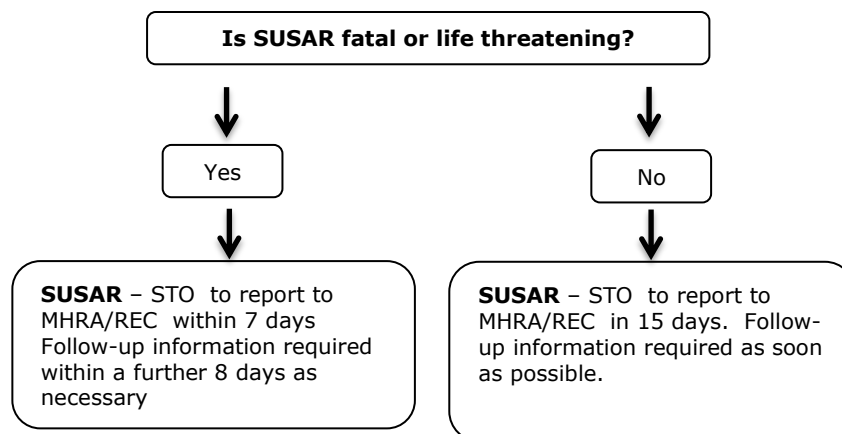 Is SUSAR fatal or life threatening?
Yes
No
SUSAR – STO to report to
MHRA/REC within 7 days
Follow-up information required
within a further 8 days as
necessary
SUSAR – STO to report to
MHRA/REC in 15 days. Follow-
up information required as soon
as possible.